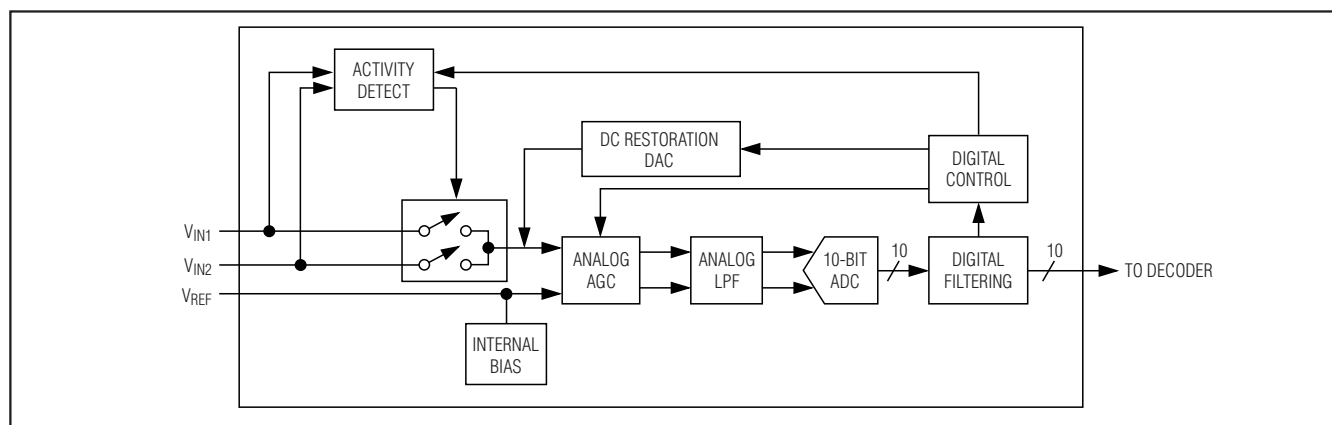 ACTIVITY
DETECT
DC RESTORATION
DAC
DIGITAL
CONTROL
VIN1
VIN2
VREF
ANALOG
AGC
ANALOG
LPF
10-BIT
ADC
10
DIGITAL
FILTERING
10
TO DECODER
INTERNAL
BIAS